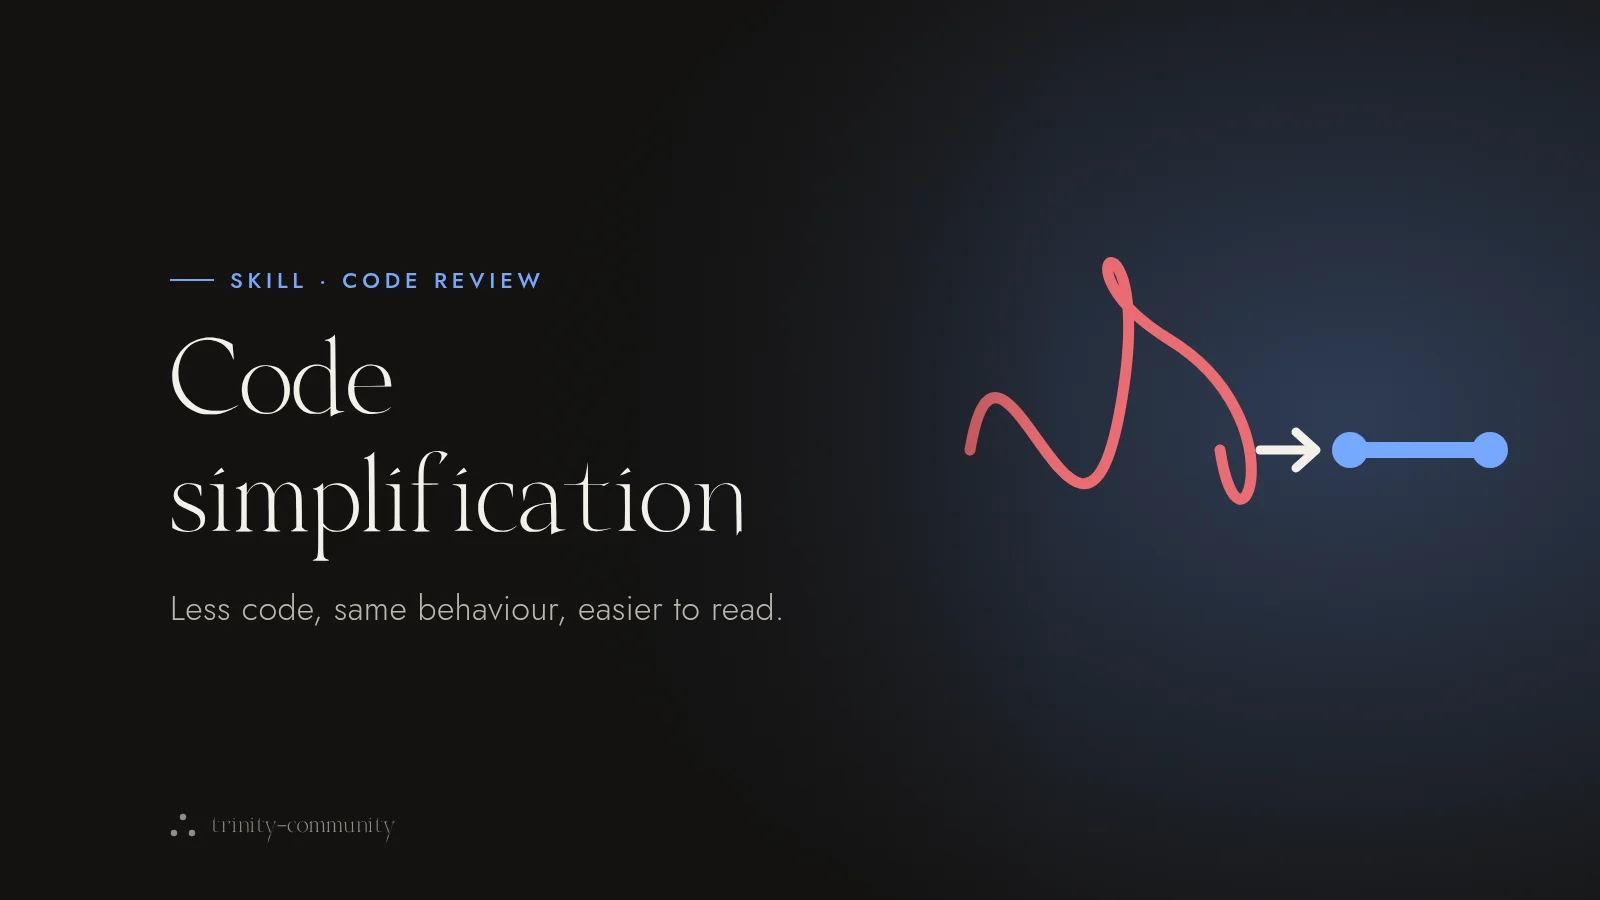 SKILL · CODE REVIEW
Code
simplification
Less code, same behaviour, easier to read.
trinity-community